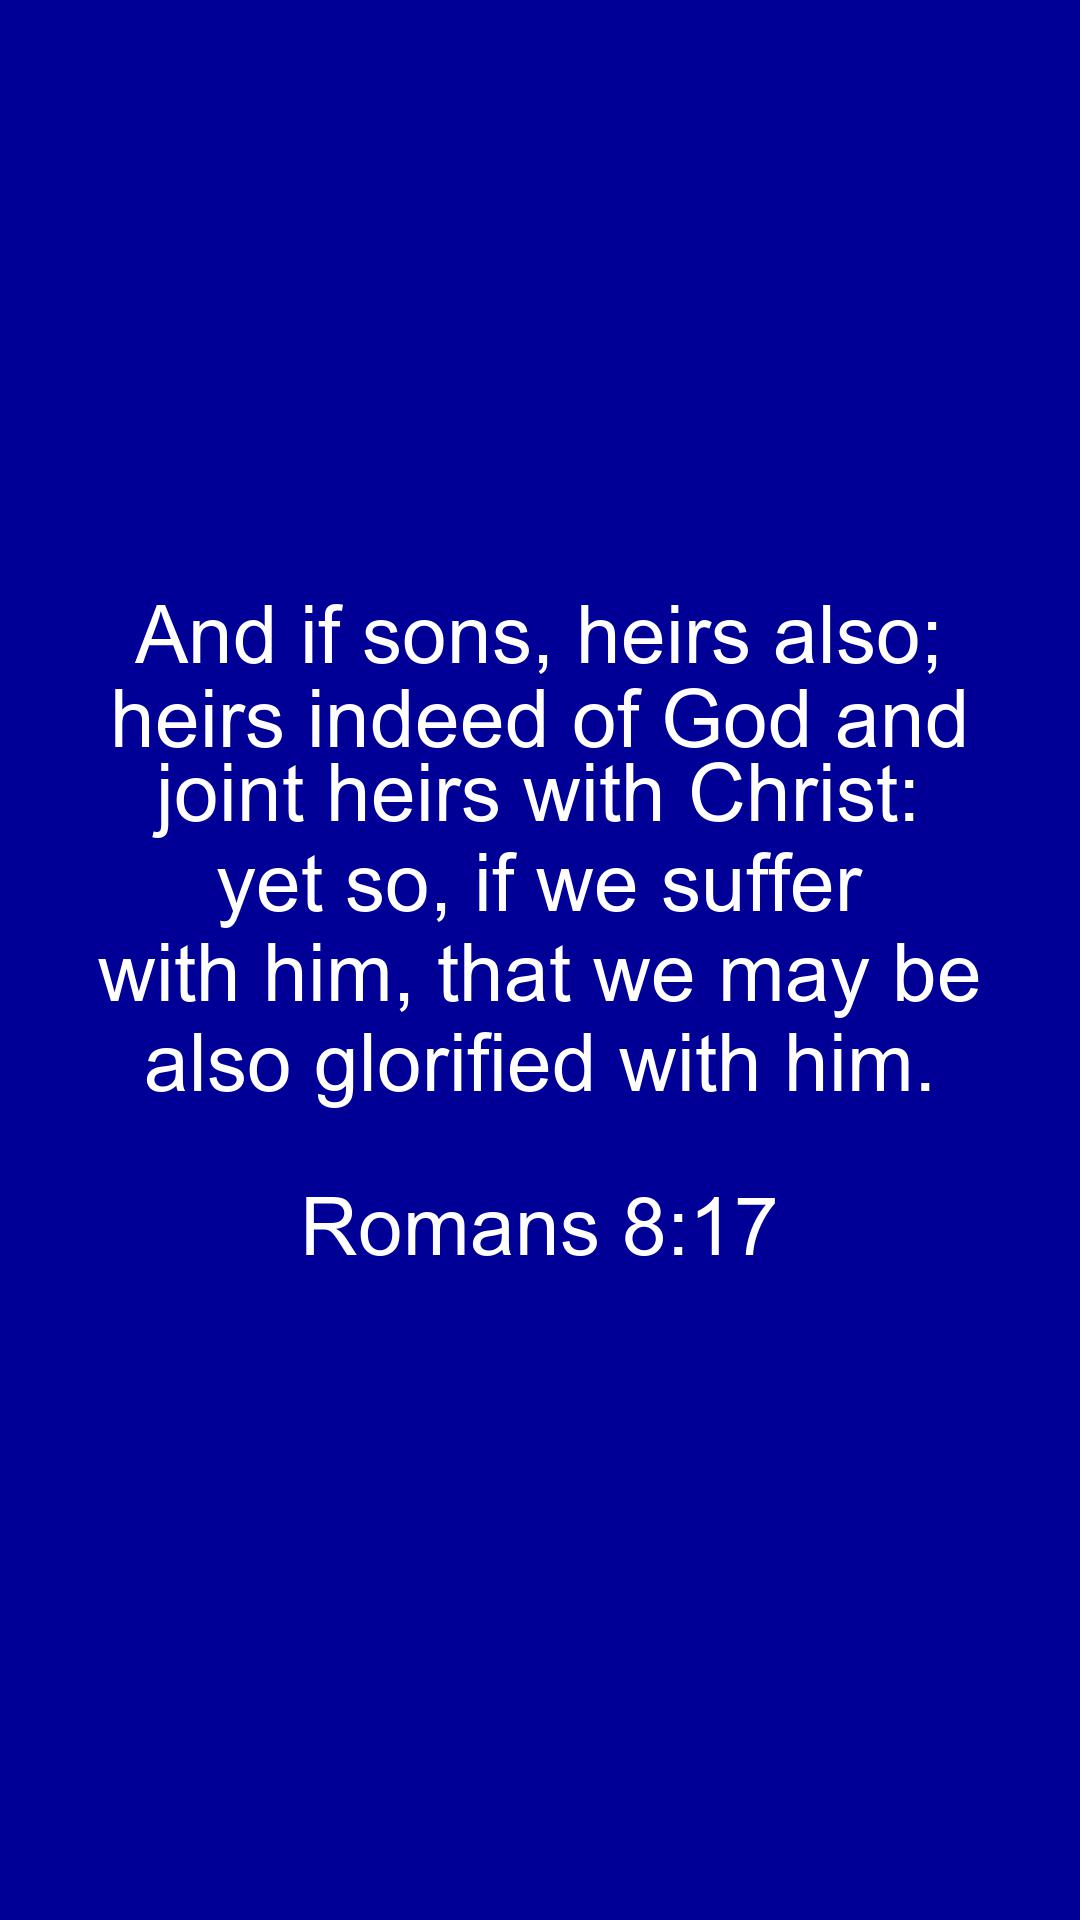 And if sons, heirs also;
heirs indeed of God and
joint heirs with Christ:
yet so, if we suffer
with him, that we may be
also glorified with him.
Romans 8:17